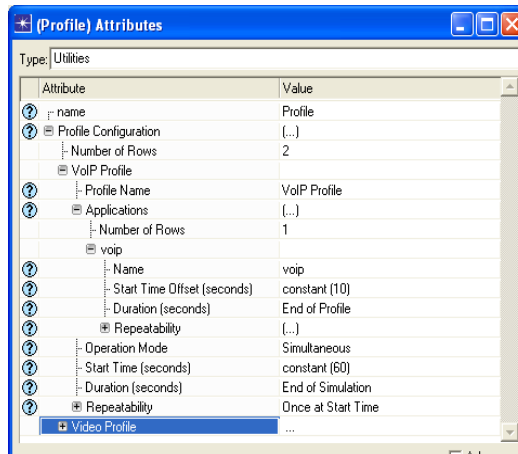 (Profile) Attributes
Type: Utilities
Attribute Value
name Profile
Profile Configuration (...)
Number of Rows 2
VoIP Profile
Profile Name VoIP Profile
Applications (...)
Number of Rows 1
voip
Name voip
Start Time Offset (seconds) constant (10)
Duration (seconds) End of Profile
Repeatability (...)
Operation Mode Simultaneous
Start Time (seconds) constant (60)
Duration (seconds) End of Simulation
Repeatability Once at Start Time
Video Profile ...